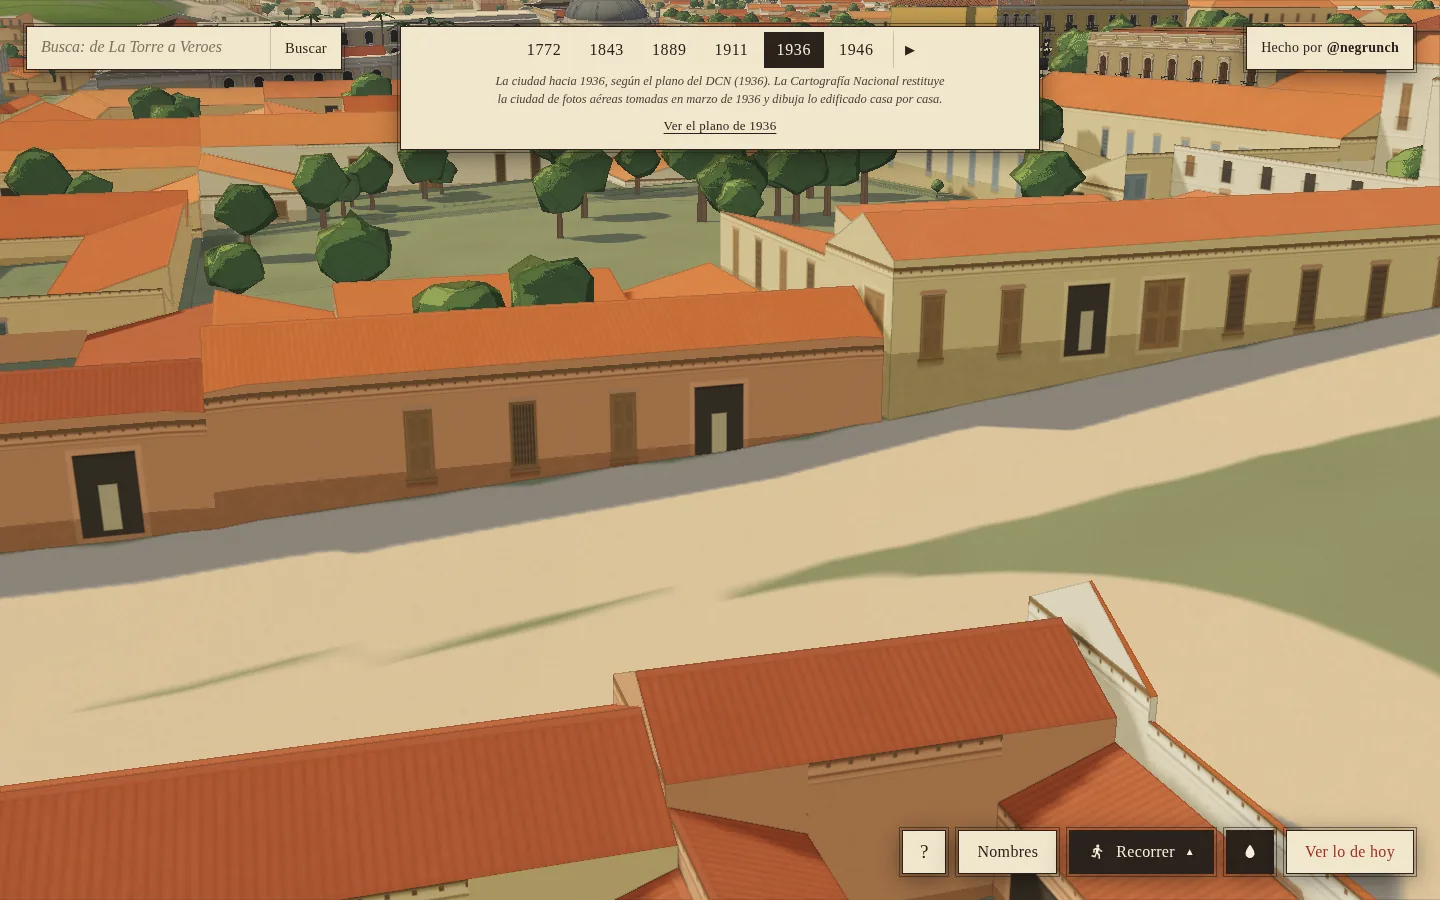 Busca: de La Torre a Veroes
Buscar
1772 1843 1889 1911 1936 1946 ▶
La ciudad hacia 1936, según el plano del DCN (1936). La Cartografía Nacional restituye
la ciudad de fotos aéreas tomadas en marzo de 1936 y dibuja lo edificado casa por casa.
Ver el plano de 1936
Hecho por @negrunch
?
Nombres
Recorrer ▲
Ver lo de hoy